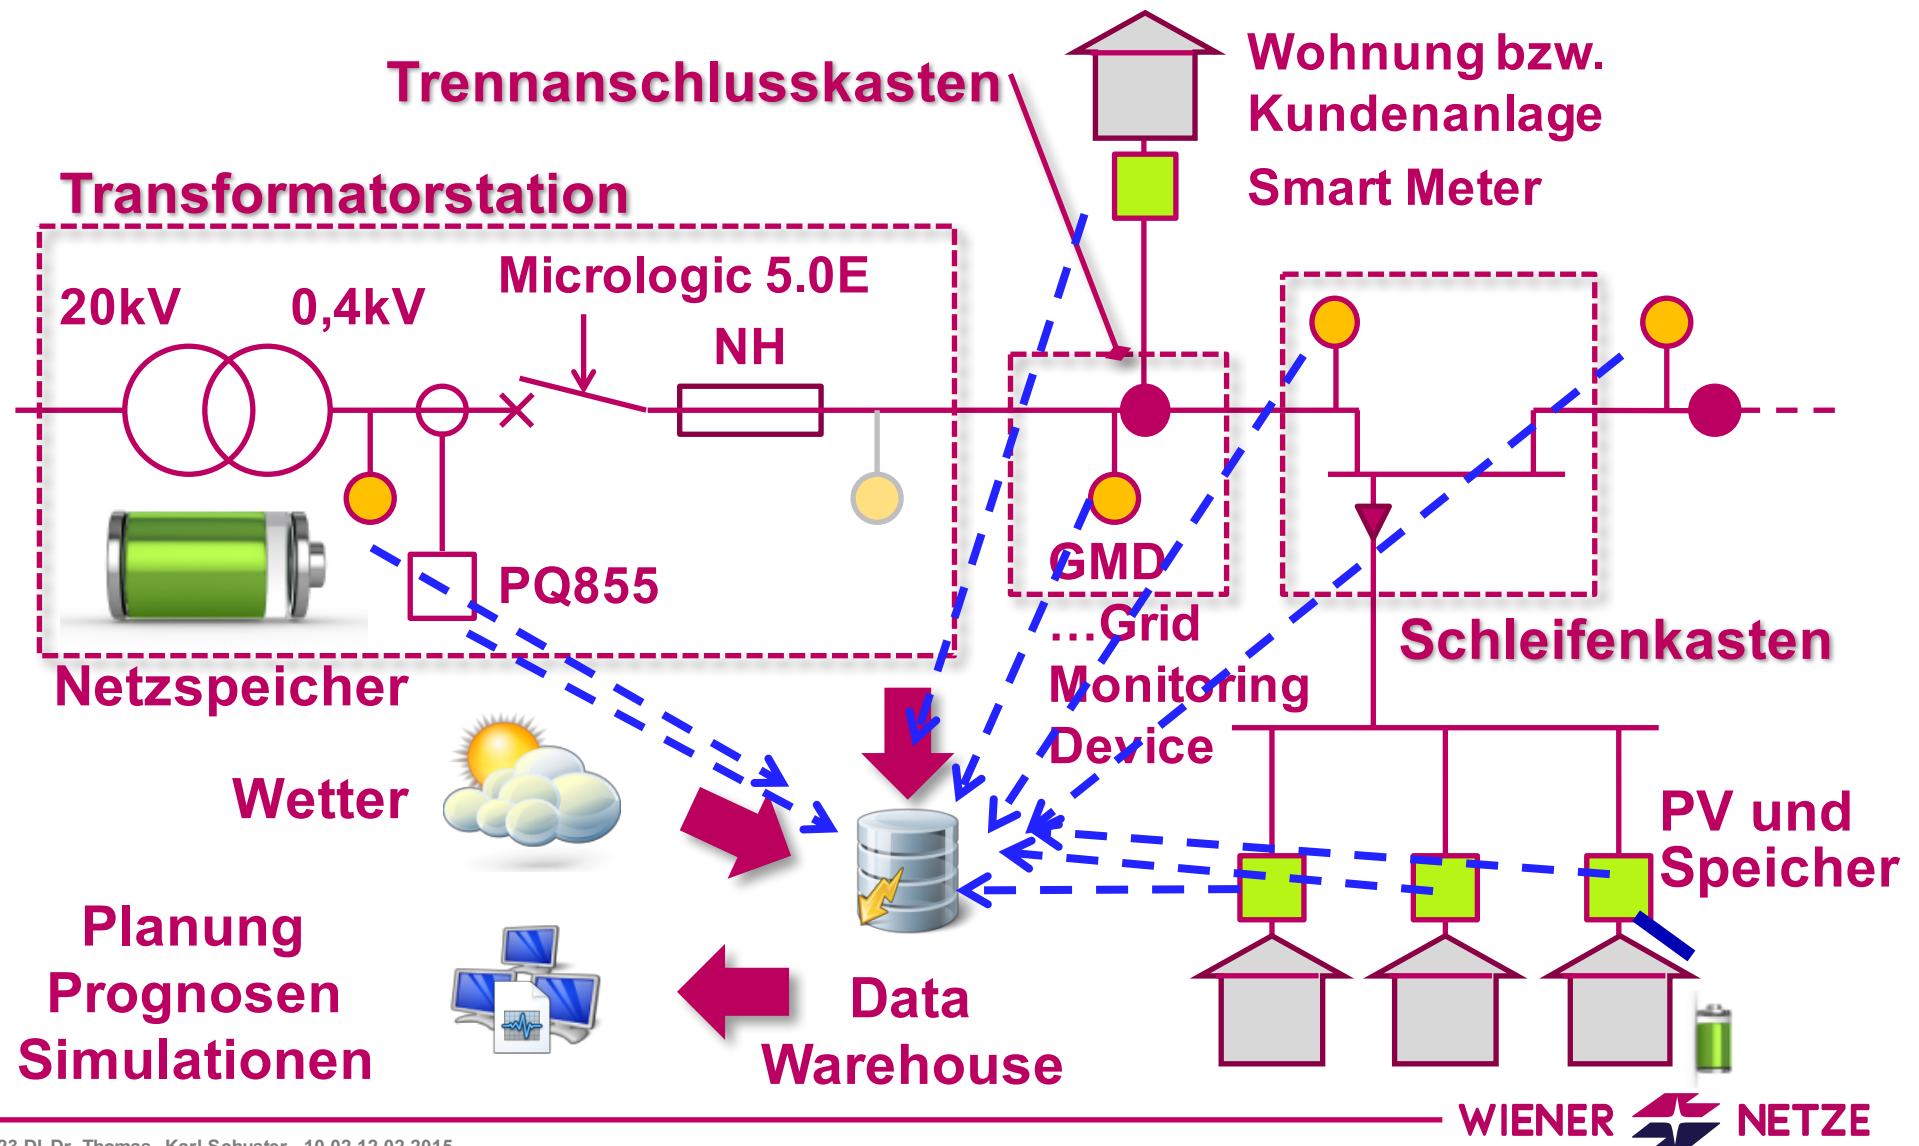 Wohnung bzw.
Kundenanlage
Smart Meter
Trennanschlusskasten
Transformatorstation
20kV
0,4kV
Micrologic 5.0E
NH
PQ855
GMD
...Grid
Monitoring
Device
Schleifenkasten
Netzspeicher
Wetter
PV und
Speicher
Planung
Prognosen
Simulationen
Data
Warehouse
WIENER NETZE